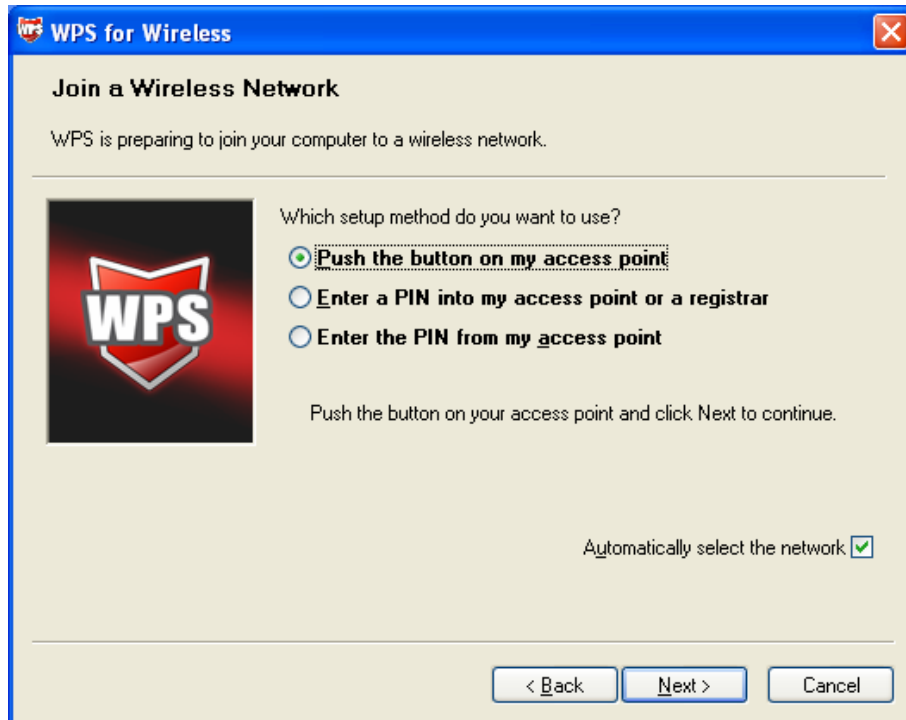 WPS for Wireless
Join a Wireless Network
WPS is preparing to join your computer to a wireless network.
WPS
Which setup method do you want to use?
Push the button on my access point
Enter a PIN into my access point or a registrar
Enter the PIN from my access point
Push the button on your access point and click Next to continue.
Automatically select the network
< Back
Next >
Cancel